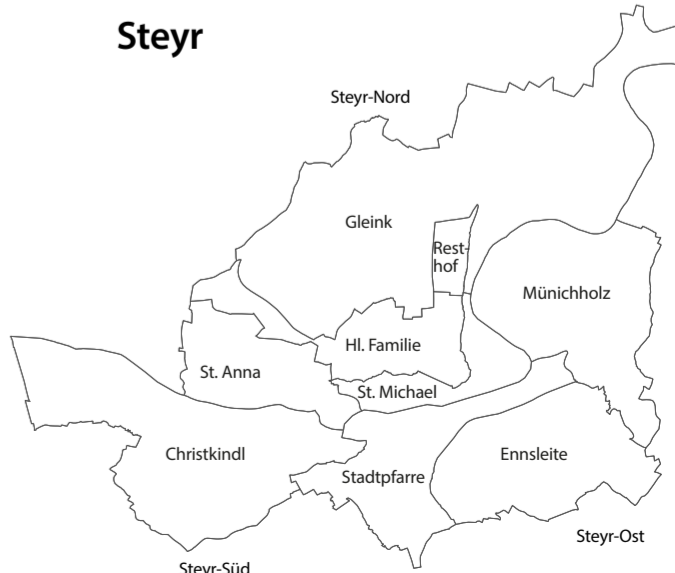 Steyr
Steyr-Nord
Gleink
Rest-
hof
Münichholz
Hl. Familie
St. Anna
St. Michael
Christkindl
Stadtpfarre
Ennsleite
Steyr-Ost
Steyr-Süd